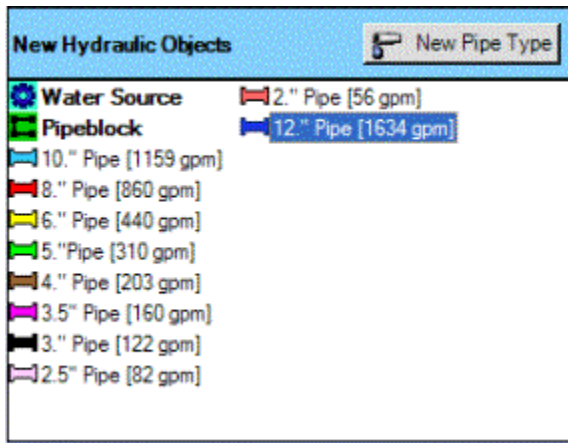 New Hydraulic Objects
New Pipe Type
Water Source
Pipeblock
10." Pipe [1159 gpm]
8." Pipe [860 gpm]
6." Pipe [440 gpm]
5."Pipe [310 gpm]
4." Pipe [203 gpm]
3.5" Pipe [160 gpm]
3." Pipe [122 gpm]
2.5" Pipe [82 gpm]
2." Pipe [56 gpm]
12." Pipe [1634 gpm]